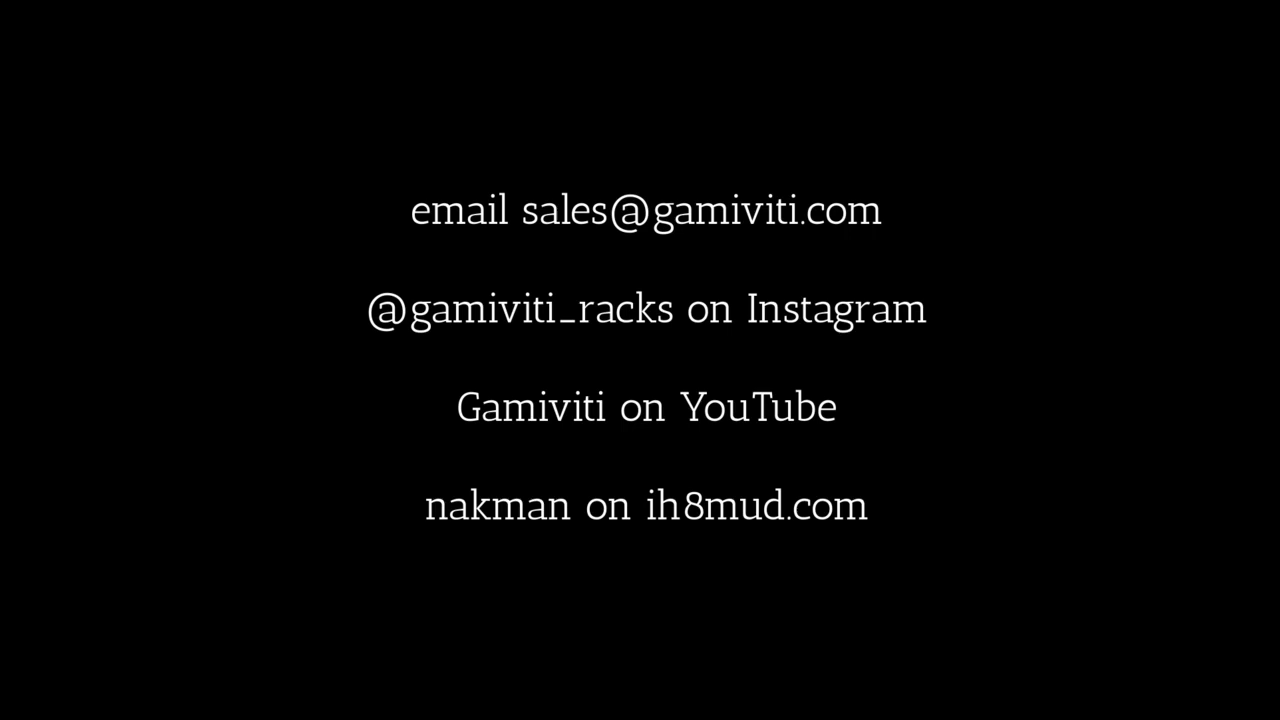 email sales@gamiviti.com
@gamiviti_racks on Instagram
Gamiviti on YouTube
nakman on ih8mud.com